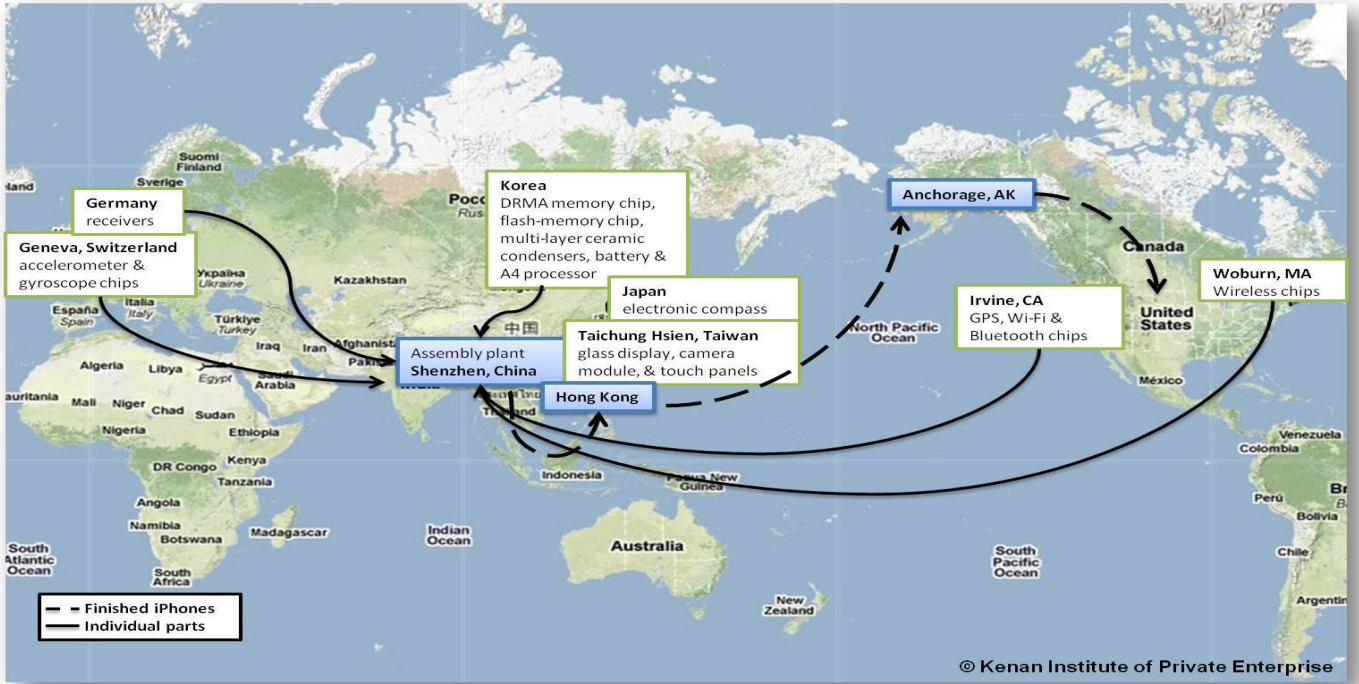 Suomi
Finland
Sverige
eland
Germany
receivers
Geneva, Switzerland
accelerometer &
gyroscope chips
Korea
DRMA memory chip,
flash-memory chip,
multi-layer ceramic
condensers, battery &
A4 processor
Japan
electronic compass
Taichung Hsien, Taiwan
glass display, camera
module, & touch panels
Assembly plant
Shenzhen, China
Hong Kong
Anchorage, AK
Irvine, CA
GPS, Wi-Fi &
Bluetooth chips
Woburn, MA
Wireless chips
Canada
United
States
México
Venezuela
Colombia
Perú
Bolivia
Chile
North Pacific
Ocean
South
Pacific
Ocean
Україна
Ukraine
Kazakhstan
España
Spain
Italia
Italy
Türkiye
Turkey
Iraq
Iran
Algeria
Libya
Egypt
Saudi
Arabia
中国
Mali
Niger
Chad
Sudan
Nigeria
Ethiopia
DR Congo
Kenya
Tanzania
Angola
Namibia
Botswana
Madagascar
South
Africa
South
Atlantic
Ocean
Indian
Ocean
Thailand
Indonesia
Papua New
Guinea
Australia
New
Zealand
Finished iPhones
Individual parts
© Kenan Institute of Private Enterprise